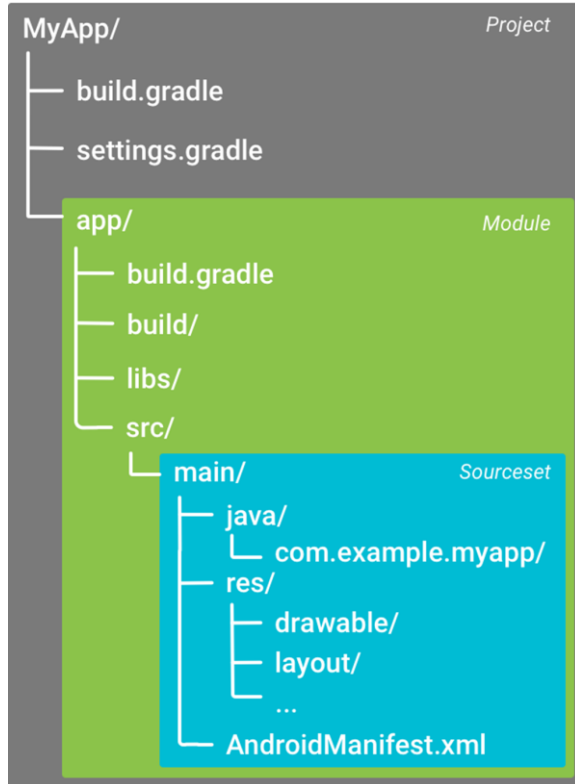 MyApp/ Project
build.gradle
settings.gradle
app/ Module
build.gradle
build/
libs/
src/
main/ Sourceset
java/
com.example.myapp/
res/
drawable/
layout/
...
AndroidManifest.xml